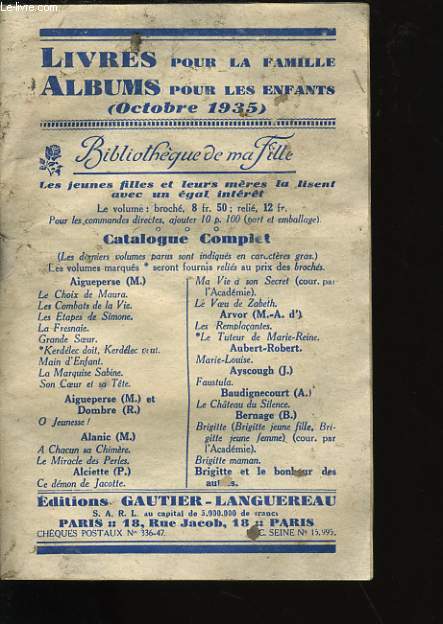 Le-livre.com
LIVRES POUR LA FAMILLE
ALBUMS POUR LES ENFANTS
(Octobre 1935)
Bibliothèque de ma Fille
Les jeunes filles et leurs mères la lisent
avec un égal intérêt
Le volume : broché, 8 fr. 50 ; relié, 12 fr.
Pour les commandes directes, ajouter 10 p. 100 (port et emballage).
Catalogue Complet
(Les derniers volumes parus sont indiqués en caractères gras.)
Les volumes marqués * seront fournis reliés au prix des brochés.
Aigueperse (M.)
Le Choix de Maura.
Les Combats de la Vie.
Les Etapes de Simone.
La Fresnaie.
Grande Sœur.
*Kerdélec doit, Kerdélec veut.
Main d'Enfant.
La Marquise Sabine.
Son Cœur et sa Tête.
Aigueperse (M.) et
Dombre (R.)
O Jeunesse !
Alanic (M.)
A Chacun sa Chimère.
Le Miracle des Perles.
Alciette (P.)
Ce démon de Jacotte.
Ma Vie a son Secret (cour. par
l'Académie).
Le Vœu de Zabeth.
Arvor (M.-A. d')
Les Remplaçantes.
*Le Tuteur de Marie-Reine.
Aubert-Robert.
Marie-Louise.
Ayscough (J.)
Faustula.
Baudignecourt (A.)
Le Château du Silence.
Bernage (B.)
Brigitte (Brigitte jeune fille, Bri-
gitte jeune femme) (cour. par
l'Académie).
Brigitte maman.
Brigitte et le bonheur des
autres.
Editions GAUTIER-LANGUEREAU
S. A. R. L. au capital de 5.000.000 de francs
PARIS :: 18, Rue Jacob, 18 :: PARIS
CHÈQUES POSTAUX No 336-47. C. SEINE No 15.995.